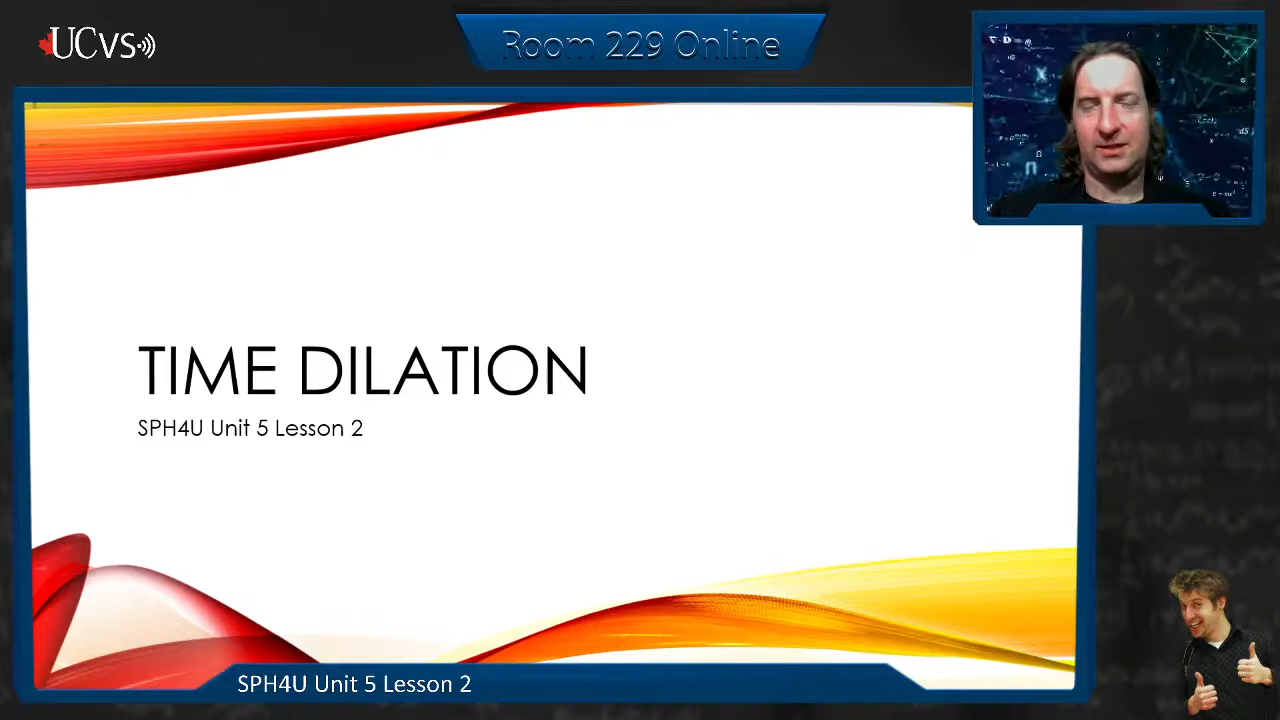 UCvs
Room 229 Online
TIME DILATION
SPH4U Unit 5 Lesson 2
SPH4U Unit 5 Lesson 2